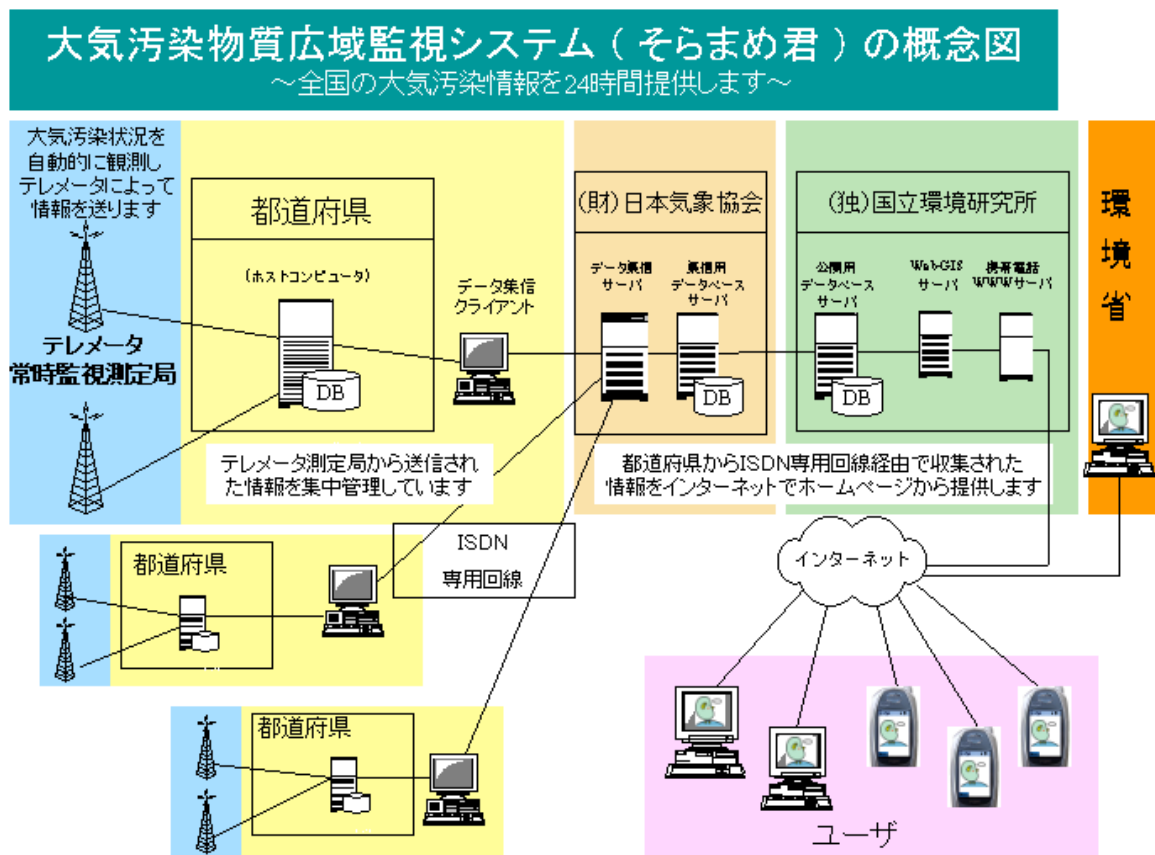 大気汚染物質広域監視システム（そらまめ君）の概念図
～全国の大気汚染情報を24時間提供します～
大気汚染状況を
自動的に観測し
テレメータによって
情報を送ります
テレメータ
常時監視測定局
都道府県
(ホストコンピュータ)
DB
データ集信
クライアント
テレメータ測定局から送信され
た情報を集中管理しています
(財)日本気象協会
データ集信
サーバ
集信用
データベース
サーバ
DB
(独)国立環境研究所
公開用
データベース
サーバ
DB
Web-GIS
サーバ
携帯電話
WWWサーバ
都道府県からISDN専用回線経由で収集された
情報をインターネットでホームページから提供します
環
境
省
ISDN
専用回線
インターネット
都道府県
都道府県
ユーザ